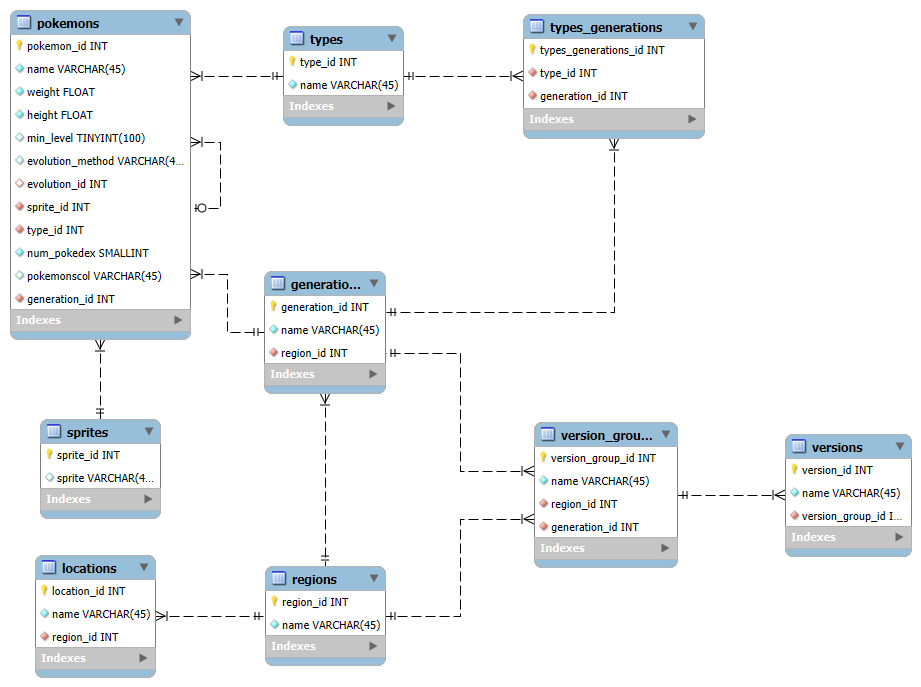 pokemons
pokemon_id INT
name VARCHAR(45)
weight FLOAT
height FLOAT
min_level TINYINT(100)
evolution_method VARCHAR(4...
evolution_id INT
sprite_id INT
type_id INT
num_pokedex SMALLINT
pokemonscol VARCHAR(45)
generation_id INT
Indexes
types
type_id INT
name VARCHAR(45)
Indexes
types_generations
types_generations_id INT
type_id INT
generation_id INT
Indexes
generatio...
generation_id INT
name VARCHAR(45)
region_id INT
Indexes
sprites
sprite_id INT
sprite VARCHAR(4...
Indexes
version_grou...
version_group_id INT
name VARCHAR(45)
region_id INT
generation_id INT
Indexes
versions
version_id INT
name VARCHAR(45)
version_group_id I...
Indexes
locations
location_id INT
name VARCHAR(45)
region_id INT
Indexes
regions
region_id INT
name VARCHAR(45)
Indexes